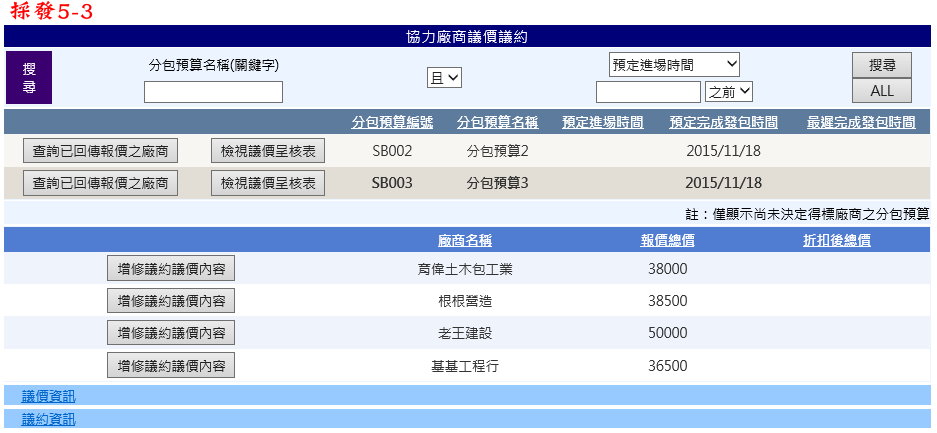 採發5-3
協力廠商議價議約
搜尋
分包預算名稱(關鍵字)
且
預定進場時間
之前
搜尋
ALL
分包預算編號 分包預算名稱 預定進場時間 預定完成發包時間 最遲完成發包時間
查詢已回傳報價之廠商 檢視議價呈核表 SB002 分包預算2 2015/11/18
查詢已回傳報價之廠商 檢視議價呈核表 SB003 分包預算3 2015/11/18
註：僅顯示尚未決定得標廠商之分包預算
廠商名稱 報價總價 折扣後總價
增修議約議價內容 育偉土木包工業 38000
增修議約議價內容 根根營造 38500
增修議約議價內容 老王建設 50000
增修議約議價內容 基基工程行 36500
議價資訊
議約資訊